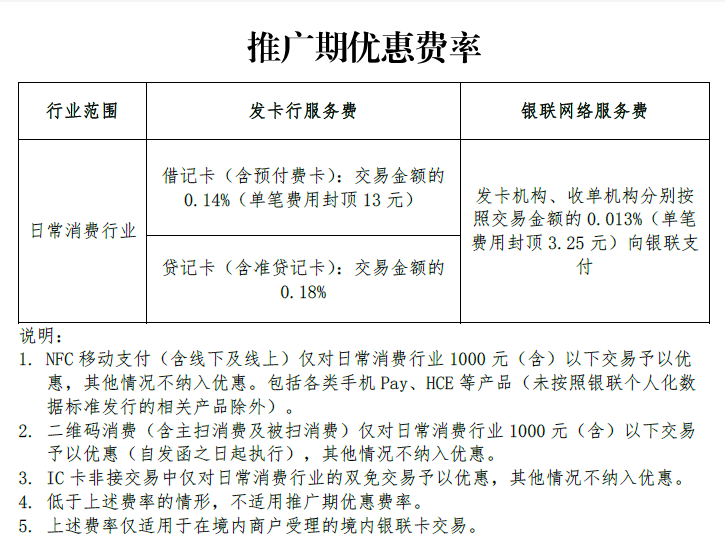 推广期优惠费率
行业范围
发卡行服务费
银联网络服务费
日常消费行业
借记卡（含预付费卡）：交易金额的
0.14%（单笔费用封顶 13 元）
贷记卡（含准贷记卡）：交易金额的
0.18%
发卡机构、收单机构分别按
照交易金额的 0.013%（单笔
费用封顶 3.25 元）向银联支
付
说明：
1. NFC 移动支付（含线下及线上）仅对日常消费行业 1000 元（含）以下交易予以优
惠，其他情况不纳入优惠。包括各类手机 Pay、HCE 等产品（未按照银联个人化数
据标准发行的相关产品除外）。
2. 二维码消费（含主扫消费及被扫消费）仅对日常消费行业 1000 元（含）以下交易
予以优惠（自发函之日起执行），其他情况不纳入优惠。
3. IC 卡非接交易中仅对日常消费行业的双免交易予以优惠，其他情况不纳入优惠。
4. 低于上述费率的情形，不适用推广期优惠费率。
5. 上述费率仅适用于在境内商户受理的境内银联卡交易。